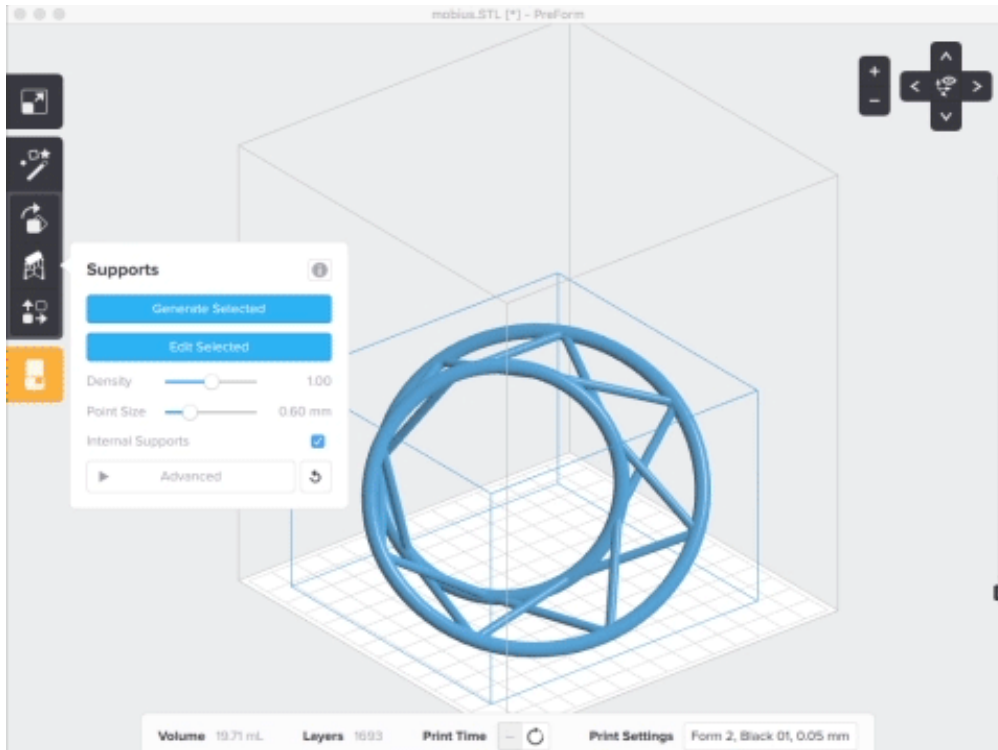 mobius.STL [*] - PreForm
+
−
Supports
Generate Selected
Edit Selected
Density 1.00
Point Size 0.60 mm
Internal Supports
Advanced
Volume 19.71 mL Layers 1693 Print Time -- Print Settings Form 2, Black 01, 0.05 mm